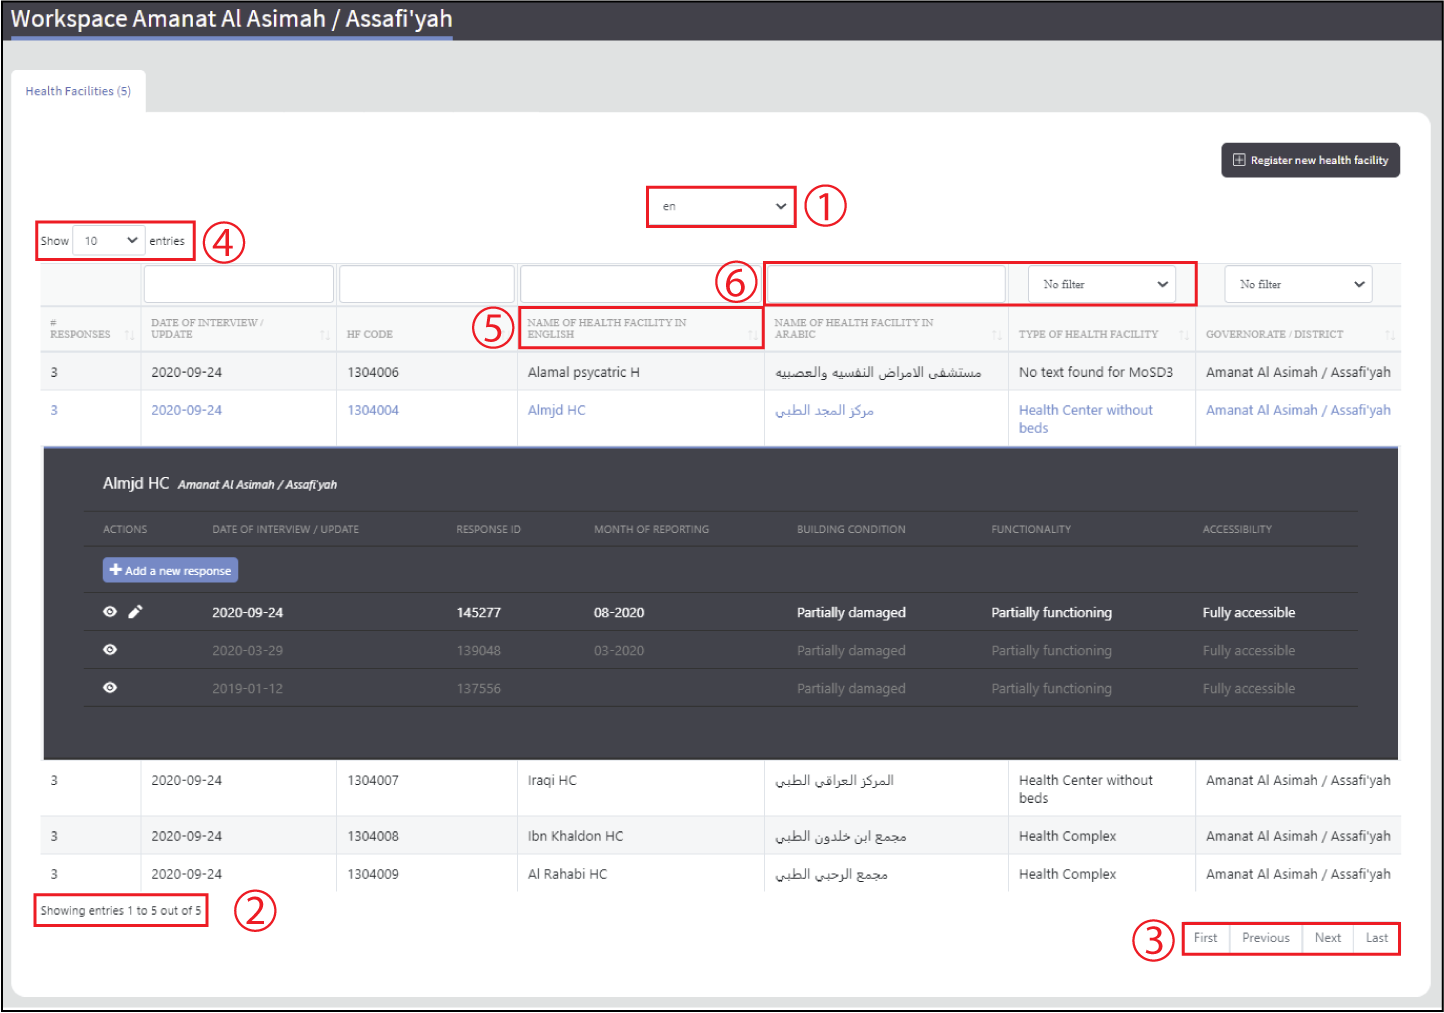 Workspace Amanat Al Asimah / Assafi'yah
Health Facilities (5)
Register new health facility
en
1
Show 10 entries
4
6
No filter
No filter
# RESPONSES
DATE OF INTERVIEW / UPDATE
HF CODE
5
NAME OF HEALTH FACILITY IN ENGLISH
NAME OF HEALTH FACILITY IN ARABIC
TYPE OF HEALTH FACILITY
GOVERNORATE / DISTRICT
3 2020-09-24 1304006 Alamal psycatric H مستشفى الامراض النفسيه والعصبيه No text found for MoSD3 Amanat Al Asimah / Assafi'yah
3 2020-09-24 1304004 Almjd HC مركز المجد الطبي Health Center without beds Amanat Al Asimah / Assafi'yah
Almjd HC Amanat Al Asimah / Assafi'yah
ACTIONS DATE OF INTERVIEW / UPDATE RESPONSE ID MONTH OF REPORTING BUILDING CONDITION FUNCTIONALITY ACCESSIBILITY
Add a new response
2020-09-24 145277 08-2020 Partially damaged Partially functioning Fully accessible
2020-03-29 139048 03-2020 Partially damaged Partially functioning Fully accessible
2019-01-12 137556 Partially damaged Partially functioning Fully accessible
3 2020-09-24 1304007 Iraqi HC المركز العراقي الطبي Health Center without beds Amanat Al Asimah / Assafi'yah
3 2020-09-24 1304008 Ibn Khaldon HC مجمع ابن خلدون الطبي Health Complex Amanat Al Asimah / Assafi'yah
3 2020-09-24 1304009 Al Rahabi HC مجمع الرحبي الطبي Health Complex Amanat Al Asimah / Assafi'yah
Showing entries 1 to 5 out of 5
2
3
First Previous Next Last